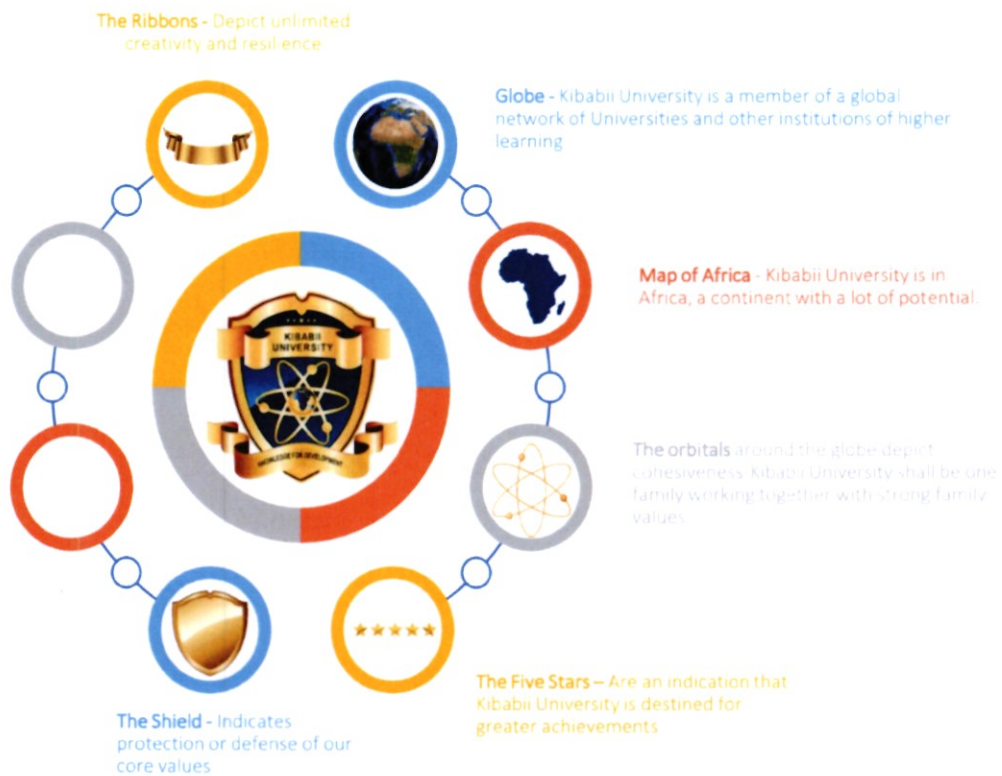 The Ribbons - Depict unlimited
creativity and resilience
Globe - Kibabii University is a member of a global
network of Universities and other institutions of higher
learning
Map of Africa - Kibabii University is in
Africa, a continent with a lot of potential.
KIBABII
UNIVERSITY
KNOWLEDGE FOR DEVELOPMENT
The orbitals around the globe depict
cohesiveness. Kibabii University shall be one
family working together with strong family
values
The Five Stars – Are an indication that
Kibabii University is destined for
greater achievements
The Shield - Indicates
protection or defense of our
core values